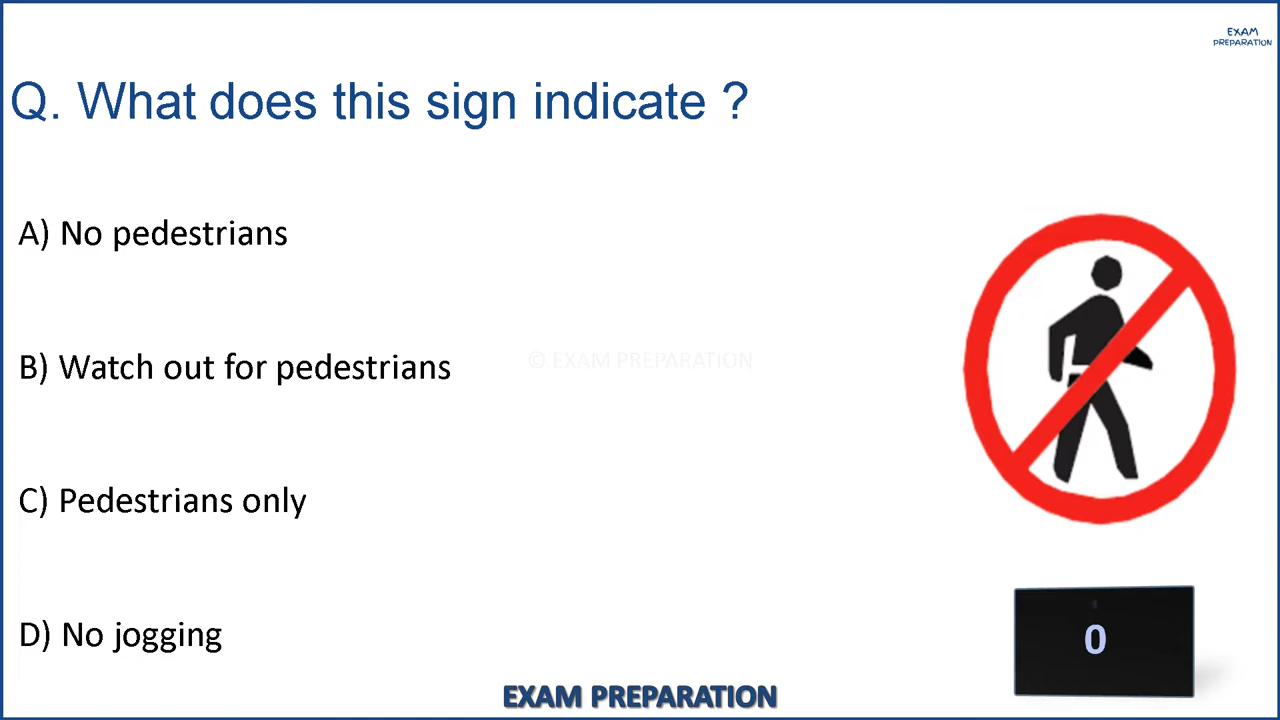 EXAM
PREPARATION
Q. What does this sign indicate ?
A) No pedestrians
B) Watch out for pedestrians
© EXAM PREPARATION
C) Pedestrians only
D) No jogging
0
EXAM PREPARATION